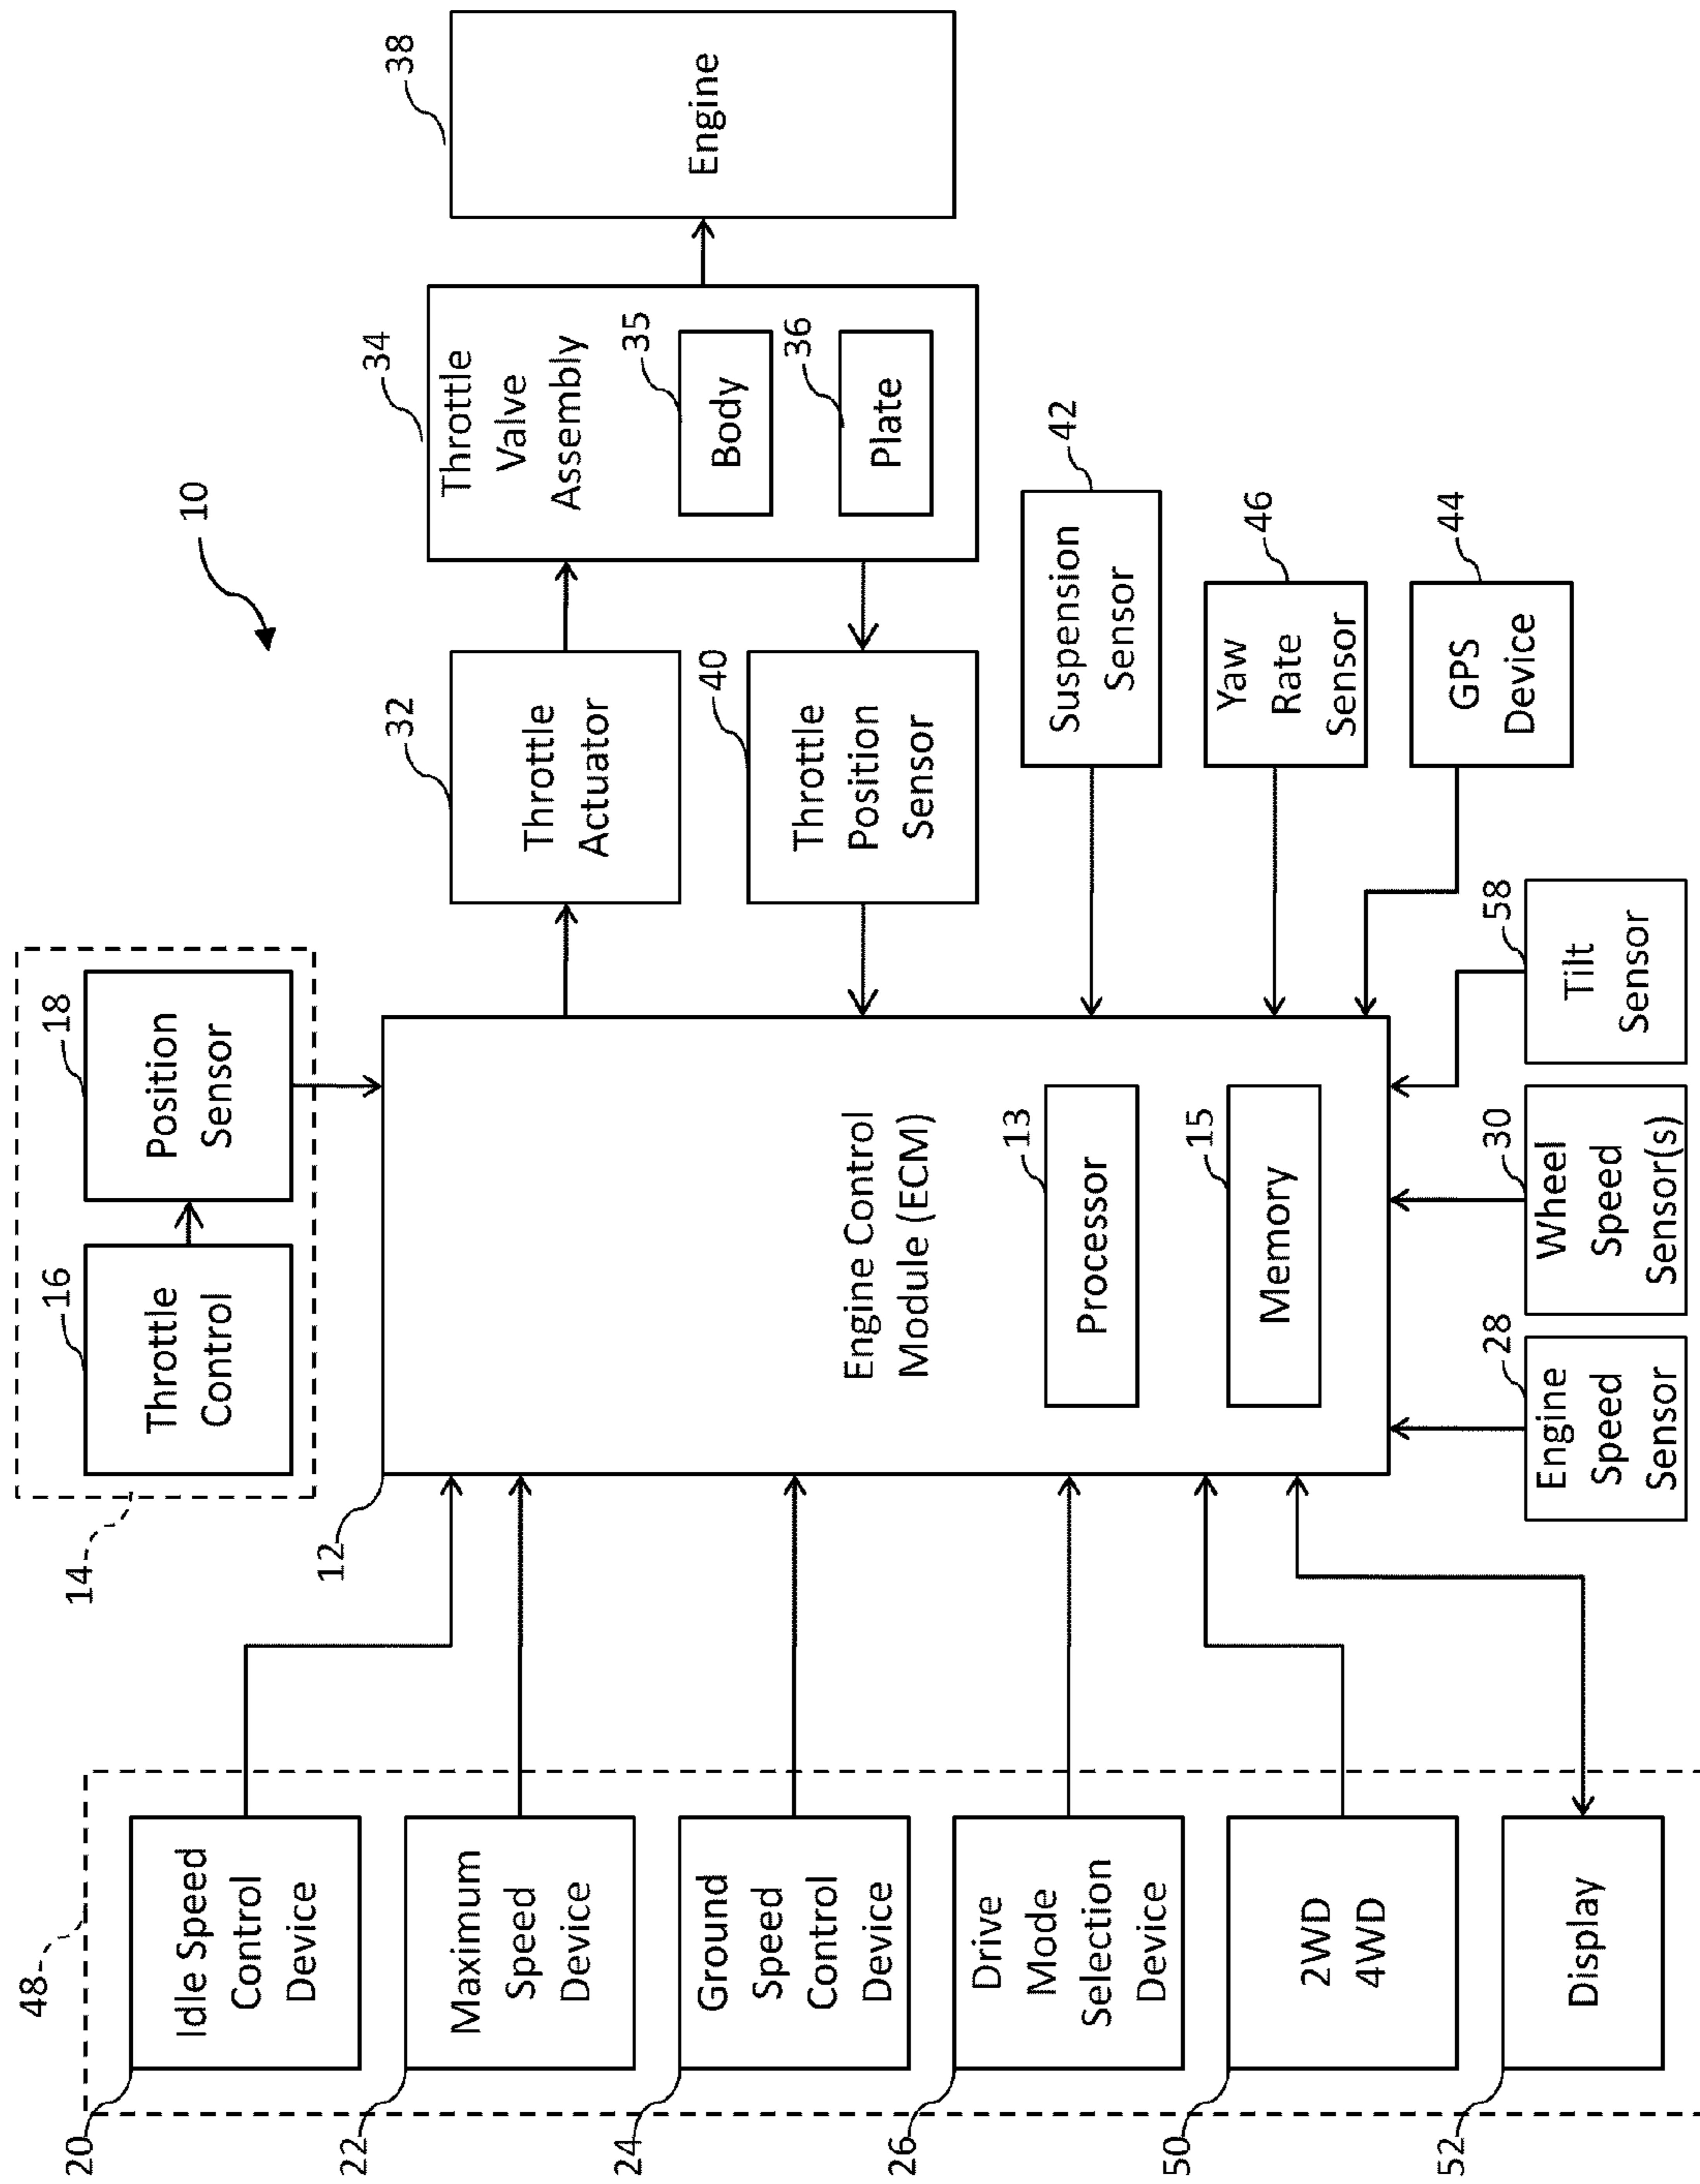 10
14
16
Throttle
Control
18
Position
Sensor
48
20
Idle Speed
Control
Device
22
Maximum
Speed
Device
24
Ground
Speed
Control
Device
26
Drive
Mode
Selection
Device
50
2WD
4WD
52
Display
12
Engine Control
Module (ECM)
13
Processor
15
Memory
32
Throttle
Actuator
40
Throttle
Position
Sensor
34
Throttle
Valve
Assembly
35
Body
36
Plate
38
Engine
42
Suspension
Sensor
46
Yaw
Rate
Sensor
44
GPS
Device
28
Engine
Speed
Sensor
30
Wheel
Speed
Sensor(s)
58
Tilt
Sensor